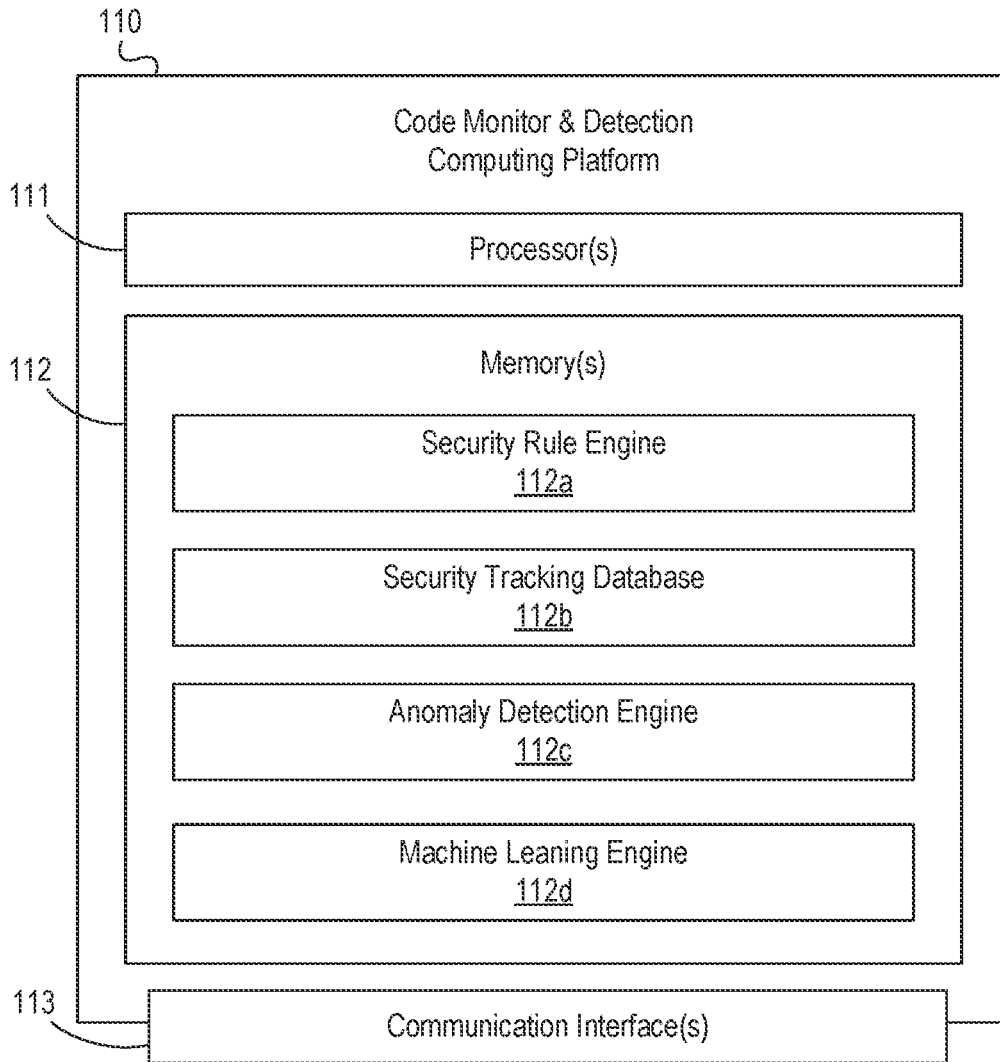 110
Code Monitor & Detection
Computing Platform
111
Processor(s)
112
Memory(s)
Security Rule Engine
112a
Security Tracking Database
112b
Anomaly Detection Engine
112c
Machine Leaning Engine
112d
113
Communication Interface(s)